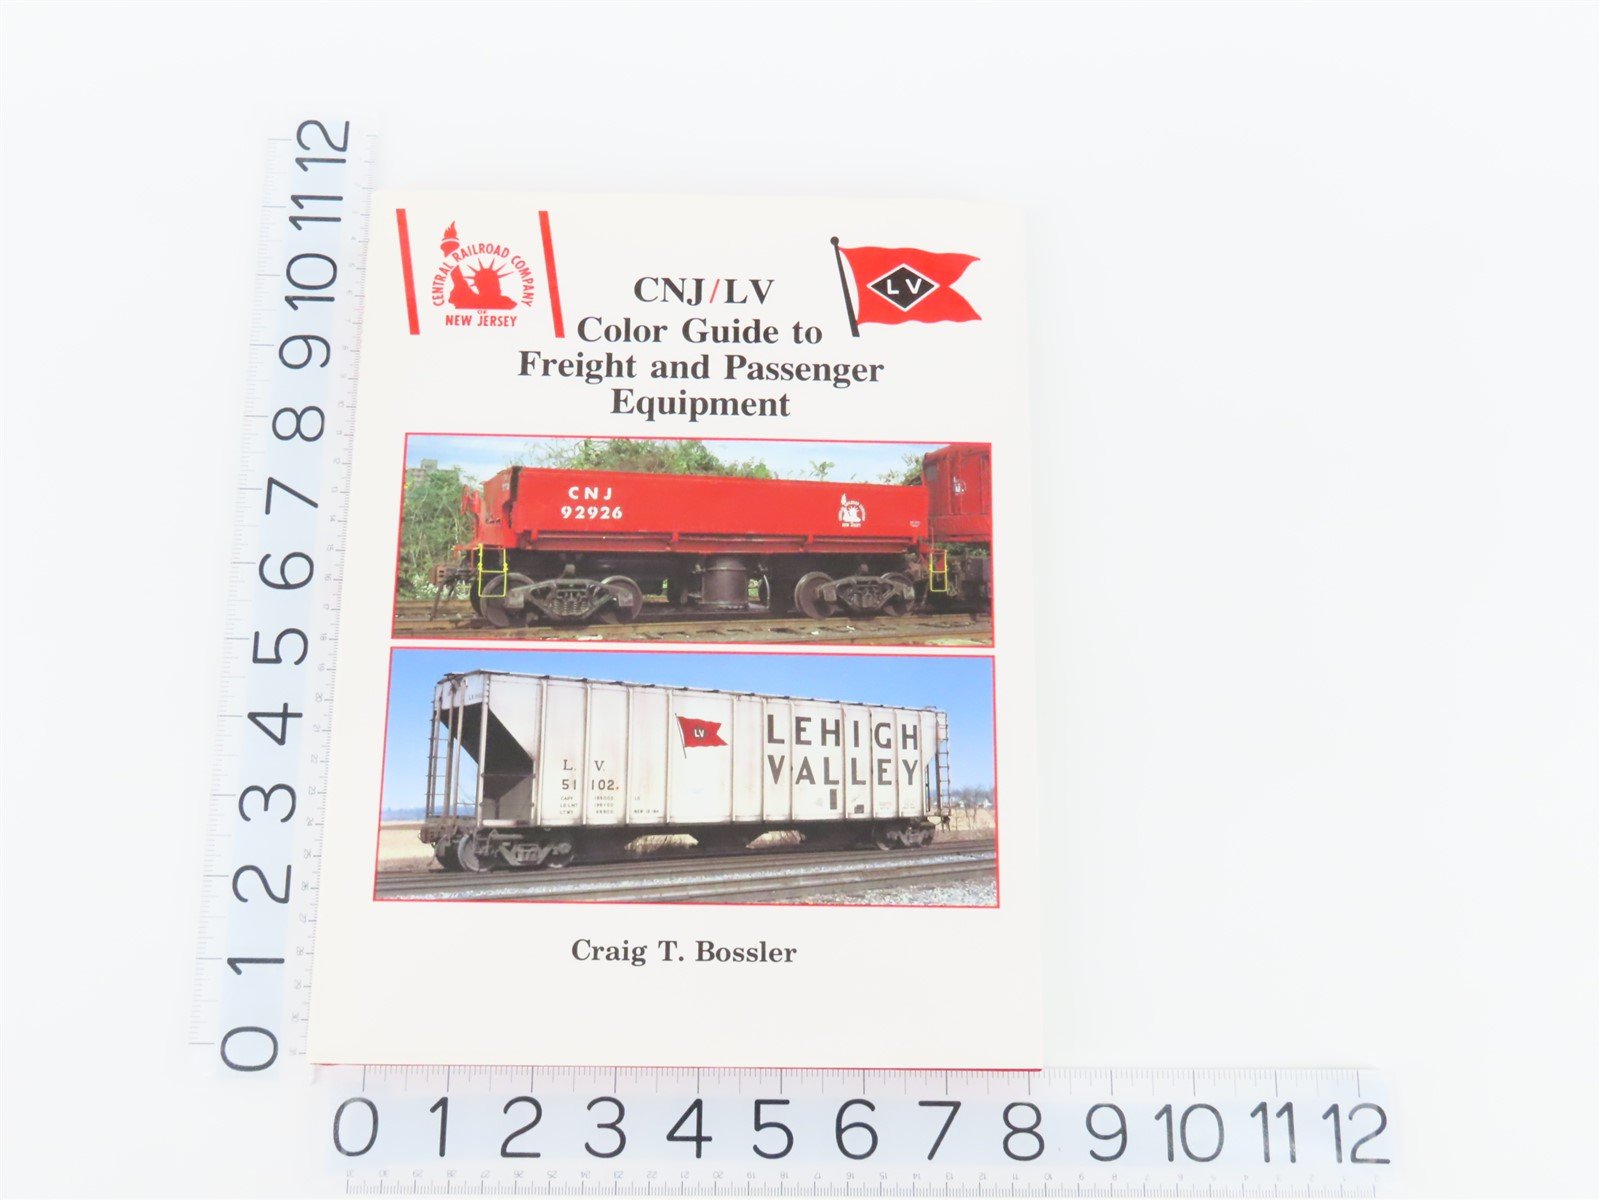 CENTRAL RAILROAD COMPANY
OF
NEW JERSEY
LV
CNJ/LV
Color Guide to
Freight and Passenger
Equipment
CNJ
92926
L. V.
51102
LV
LEHIGH
VALLEY
Craig T. Bossler
12
11
10
9
8
7
6
5
4
3
2
1
0
0 1 2 3 4 5 6 7 8 9 10 11 12